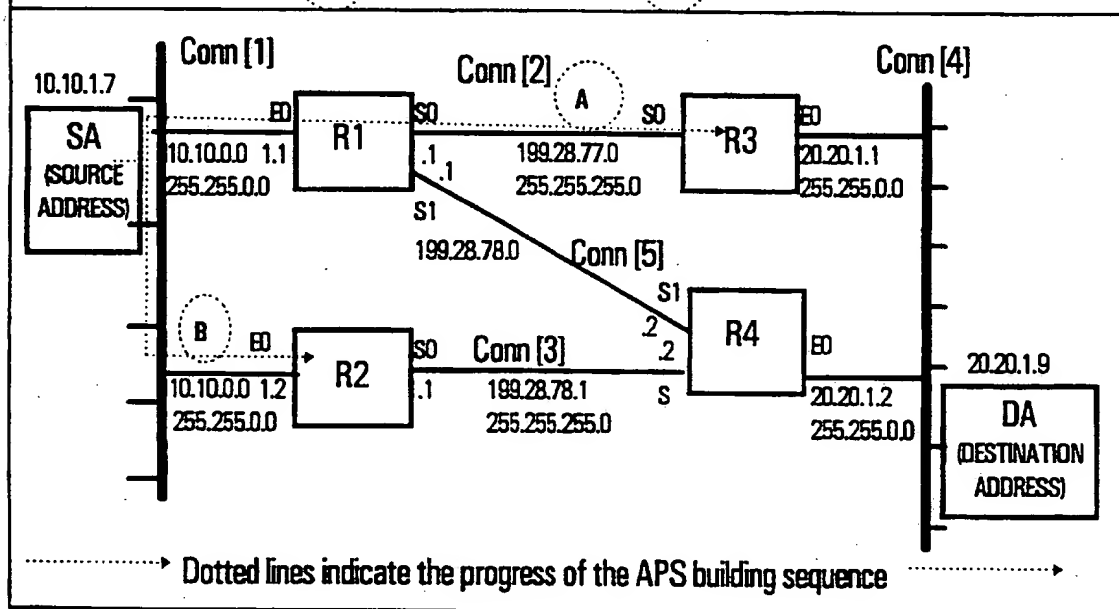 Conn [1]
Conn [2]
Conn [4]
10.10.1.7
A
SA
(SOURCE
ADDRESS)
E0
R1
S0
S0
R3
E0
10.10.0.0 1.1
255.255.0.0
.1
.1
S1
199.28.77.0
255.255.255.0
20.20.1.1
255.255.0.0
199.28.78.0
Conn [5]
S1
.2
.2
R4
E0
B
E0
R2
S0
.1
Conn [3]
S
10.10.0.0 1.2
255.255.0.0
199.28.78.1
255.255.255.0
20.20.1.2
255.255.0.0
20.20.1.9
DA
(DESTINATION
ADDRESS)
Dotted lines indicate the progress of the APS building sequence